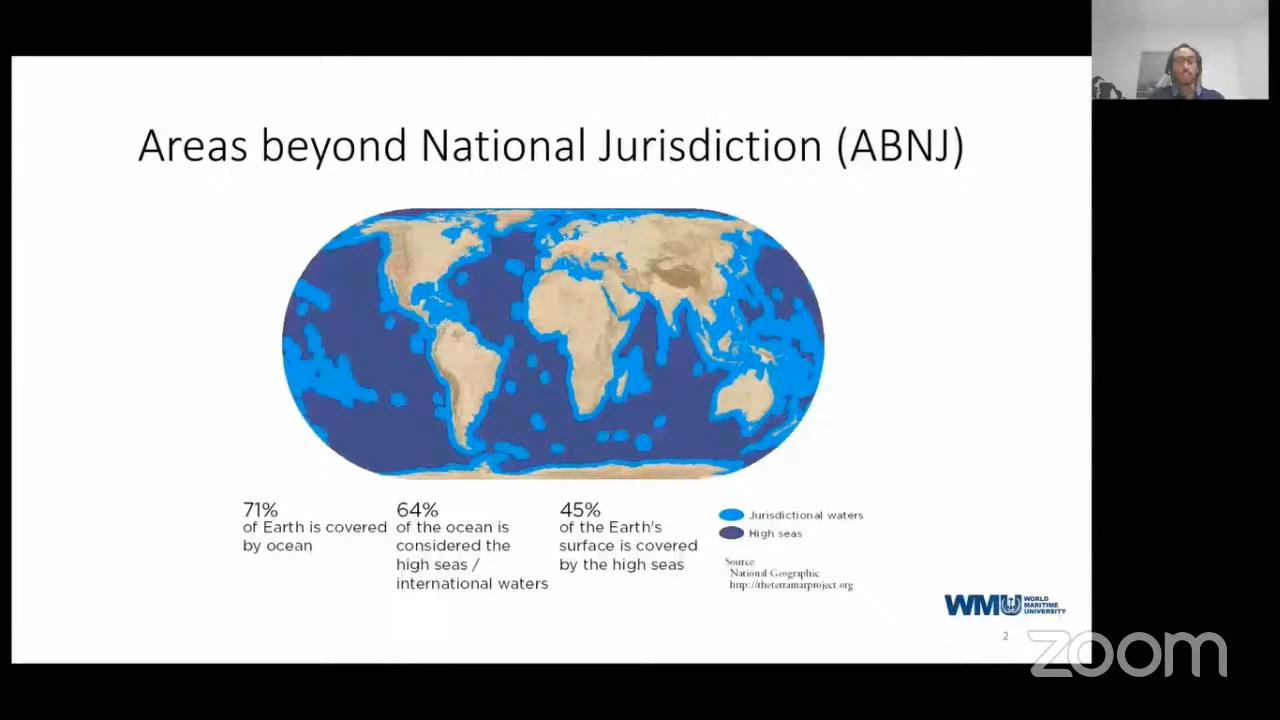 Areas beyond National Jurisdiction (ABNJ)
71%
of Earth is covered
by ocean
64%
of the ocean is
considered the
high seas /
international waters
45%
of the Earth's
surface is covered
by the high seas
Jurisdictional waters
High seas
Source:
National Geographic
http://theterramarproject.org
WMU
WORLD
MARITIME
UNIVERSITY
2
zoom